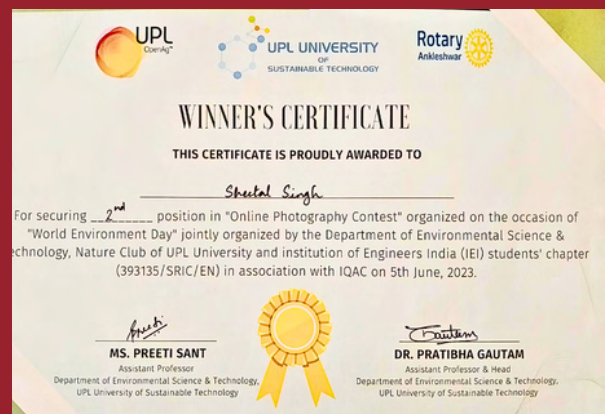 UPL
OpenAg™
UPL UNIVERSITY
OF
SUSTAINABLE TECHNOLOGY
Rotary
Ankleshwar
WINNER'S CERTIFICATE
THIS CERTIFICATE IS PROUDLY AWARDED TO
Sheetal Singh
For securing 2nd position in "Online Photography Contest" organized on the occasion of
"World Environment Day" jointly organized by the Department of Environmental Science &
echnology, Nature Club of UPL University and institution of Engineers India (IEI) students' chapter
(393135/SRIC/EN) in association with IQAC on 5th June, 2023.
Preeti
MS. PREETI SANT
Assistant Professor
Department of Environmental Science & Technology,
UPL University of Sustainable Technology
Gautam
DR. PRATIBHA GAUTAM
Assistant Professor & Head
Department of Environmental Science & Technology,
UPL University of Sustainable Technology